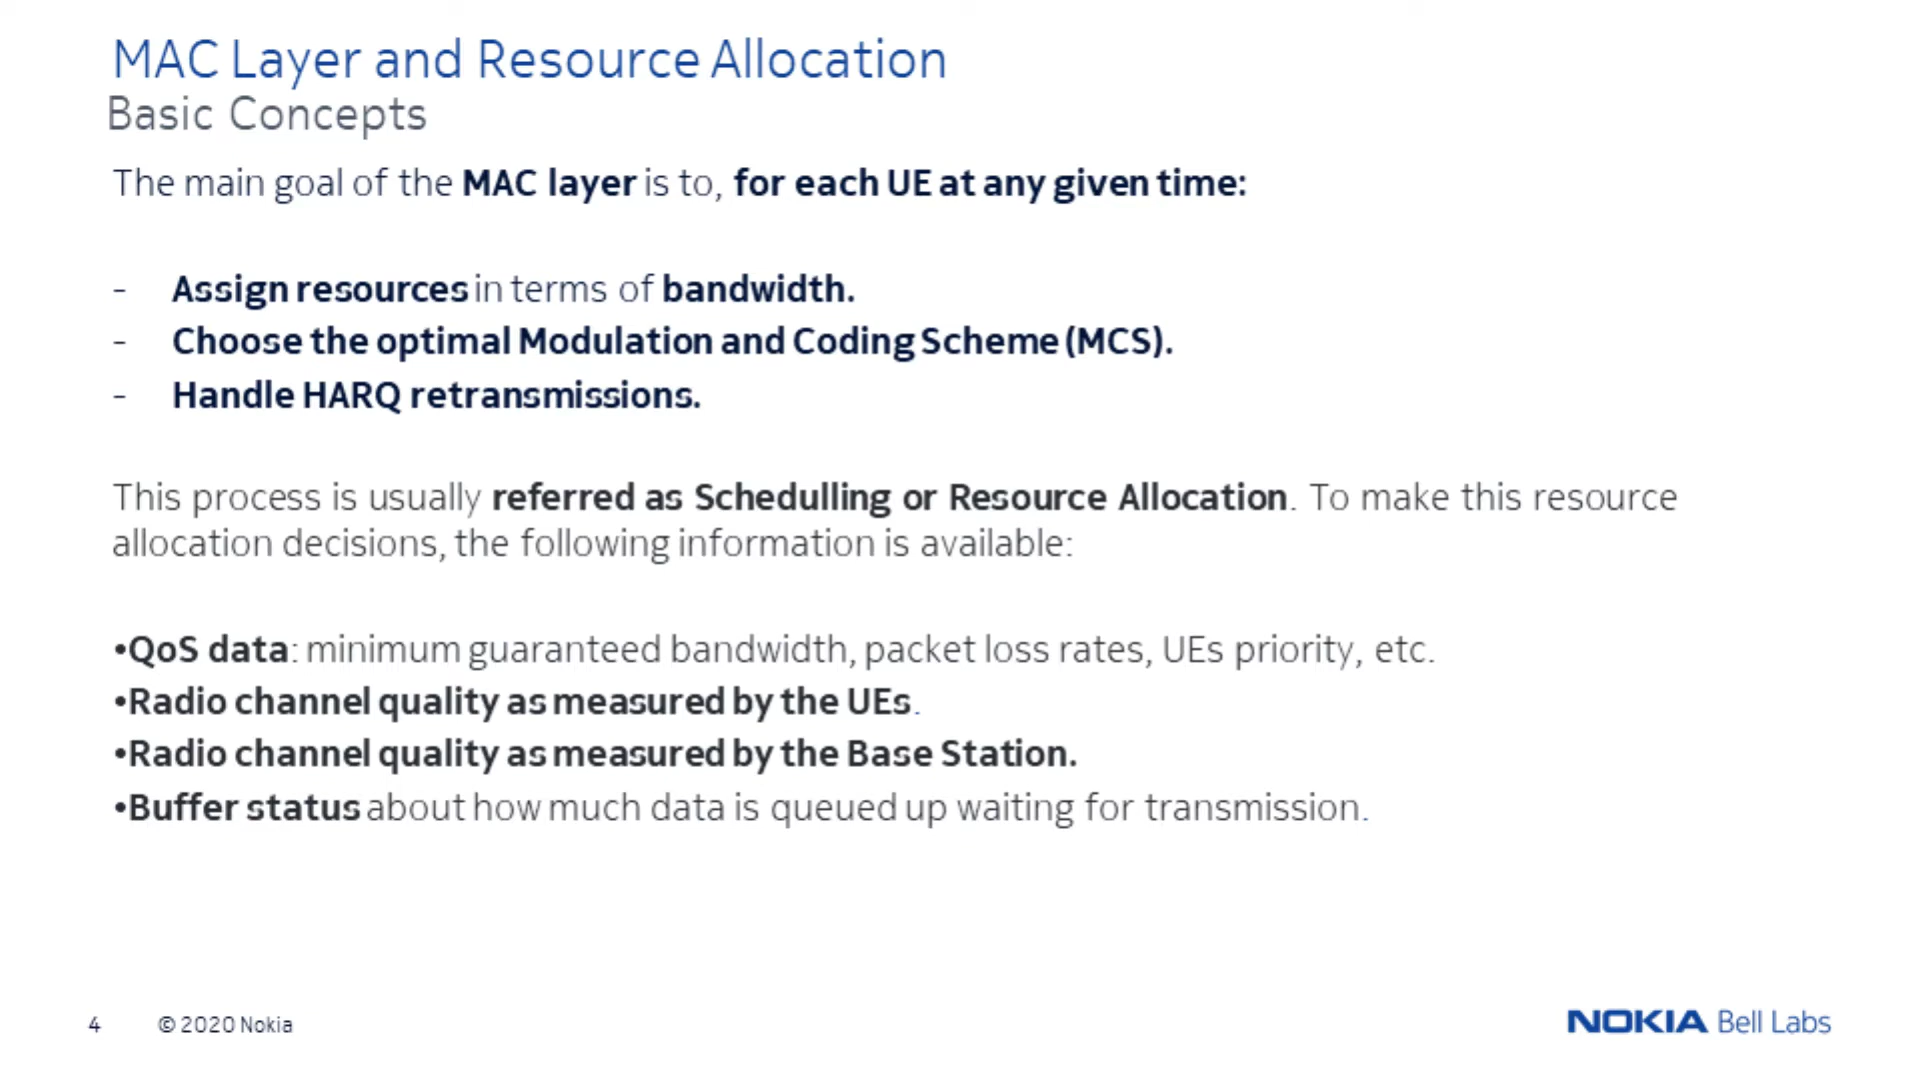 MAC Layer and Resource Allocation
Basic Concepts
The main goal of the MAC layer is to, for each UE at any given time:
- Assign resources in terms of bandwidth.
- Choose the optimal Modulation and Coding Scheme (MCS).
- Handle HARQ retransmissions.
This process is usually referred as Schedulling or Resource Allocation. To make this resource
allocation decisions, the following information is available:
•QoS data: minimum guaranteed bandwidth, packet loss rates, UEs priority, etc.
•Radio channel quality as measured by the UEs.
•Radio channel quality as measured by the Base Station.
•Buffer status about how much data is queued up waiting for transmission.
4 © 2020 Nokia
NOKIA Bell Labs